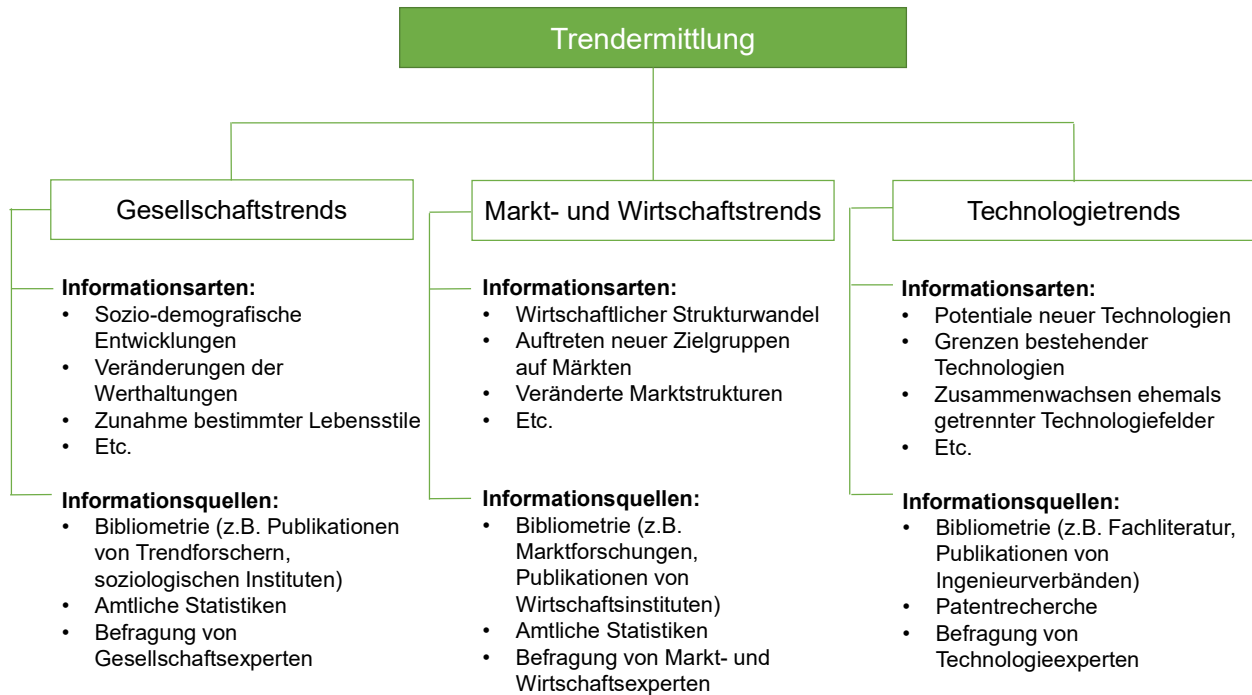 Trendermittlung
Gesellschaftstrends
Informationsarten:
• Sozio-demografische
Entwicklungen
• Veränderungen der
Werthaltungen
• Zunahme bestimmter Lebensstile
• Etc.
Informationsquellen:
• Bibliometrie (z.B. Publikationen
von Trendforschern,
soziologischen Instituten)
• Amtliche Statistiken
• Befragung von
Gesellschaftsexperten
Markt- und Wirtschaftstrends
Informationsarten:
• Wirtschaftlicher Strukturwandel
• Auftreten neuer Zielgruppen
auf Märkten
• Veränderte Marktstrukturen
• Etc.
Informationsquellen:
• Bibliometrie (z.B.
Marktforschungen,
Publikationen von
Wirtschaftsinstituten)
• Amtliche Statistiken
• Befragung von Markt- und
Wirtschaftsexperten
Technologietrends
Informationsarten:
• Potentiale neuer Technologien
• Grenzen bestehender
Technologien
• Zusammenwachsen ehemals
getrennter Technologiefelder
• Etc.
Informationsquellen:
• Bibliometrie (z.B. Fachliteratur,
Publikationen von
Ingenieurverbänden)
• Patentrecherche
• Befragung von
Technologieexperten